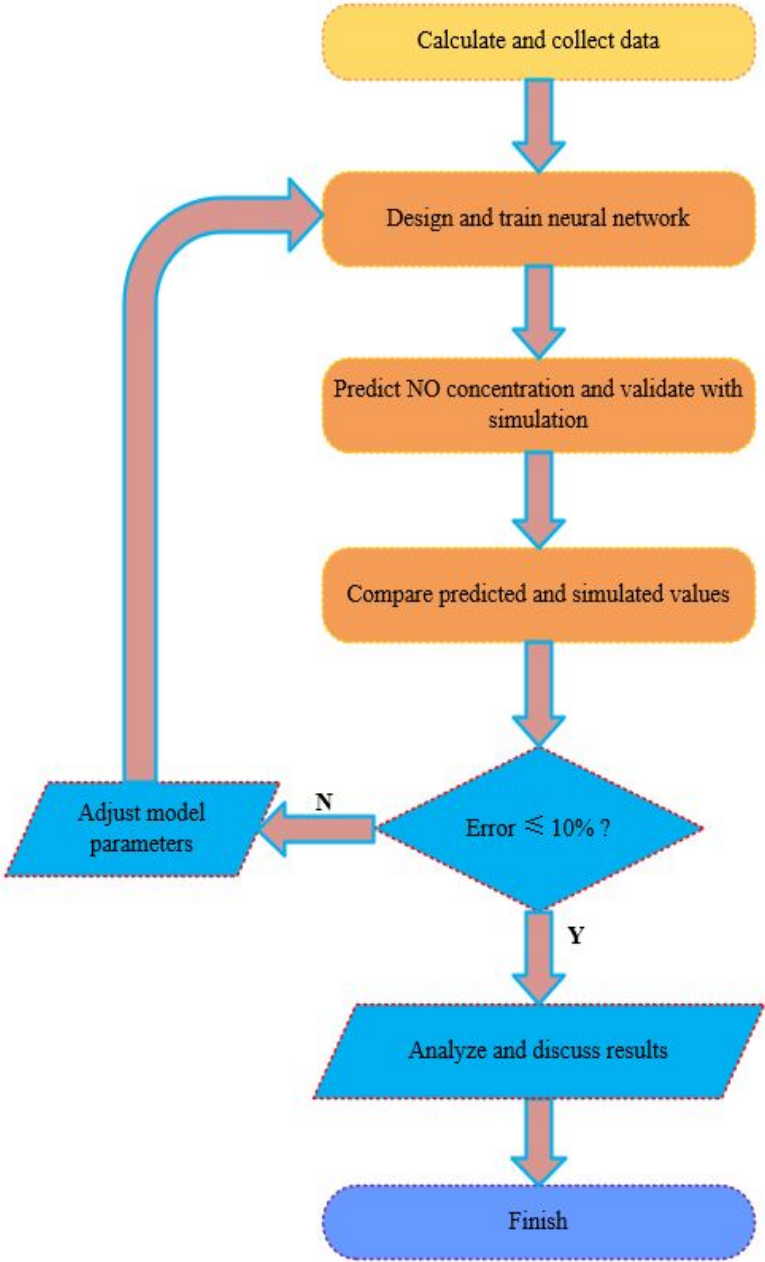 Calculate and collect data
Design and train neural network
Predict NO concentration and validate with
simulation
Compare predicted and simulated values
Error ≤ 10% ?
N
Adjust model
parameters
Y
Analyze and discuss results
Finish